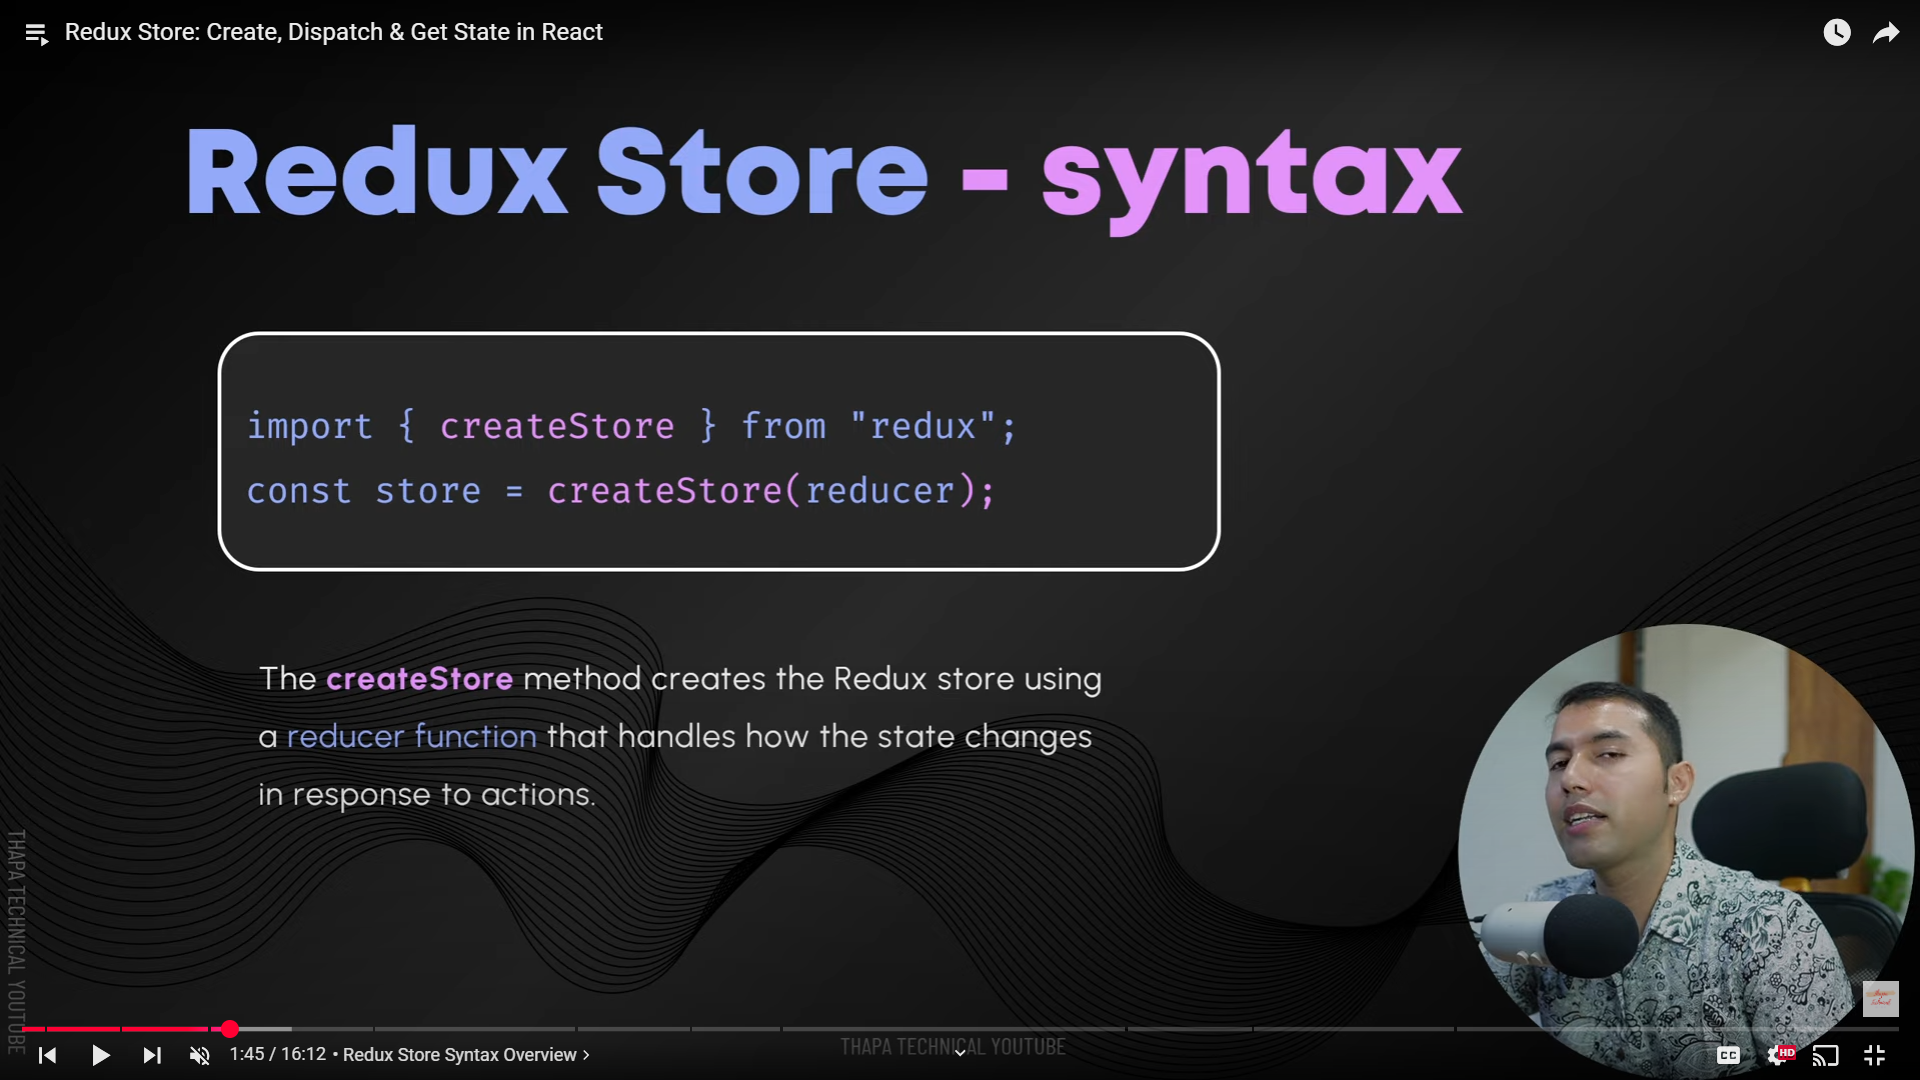 Redux Store: Create, Dispatch & Get State in React
Redux Store - syntax
import { createStore } from "redux";
const store = createStore(reducer);
The createStore method creates the Redux store using
a reducer function that handles how the state changes
in response to actions.
THAPA TECHNICAL YOUTUBE
1:45 / 16:12 • Redux Store Syntax Overview ›
THAPA TECHNICAL YOUTUBE
CC
HD